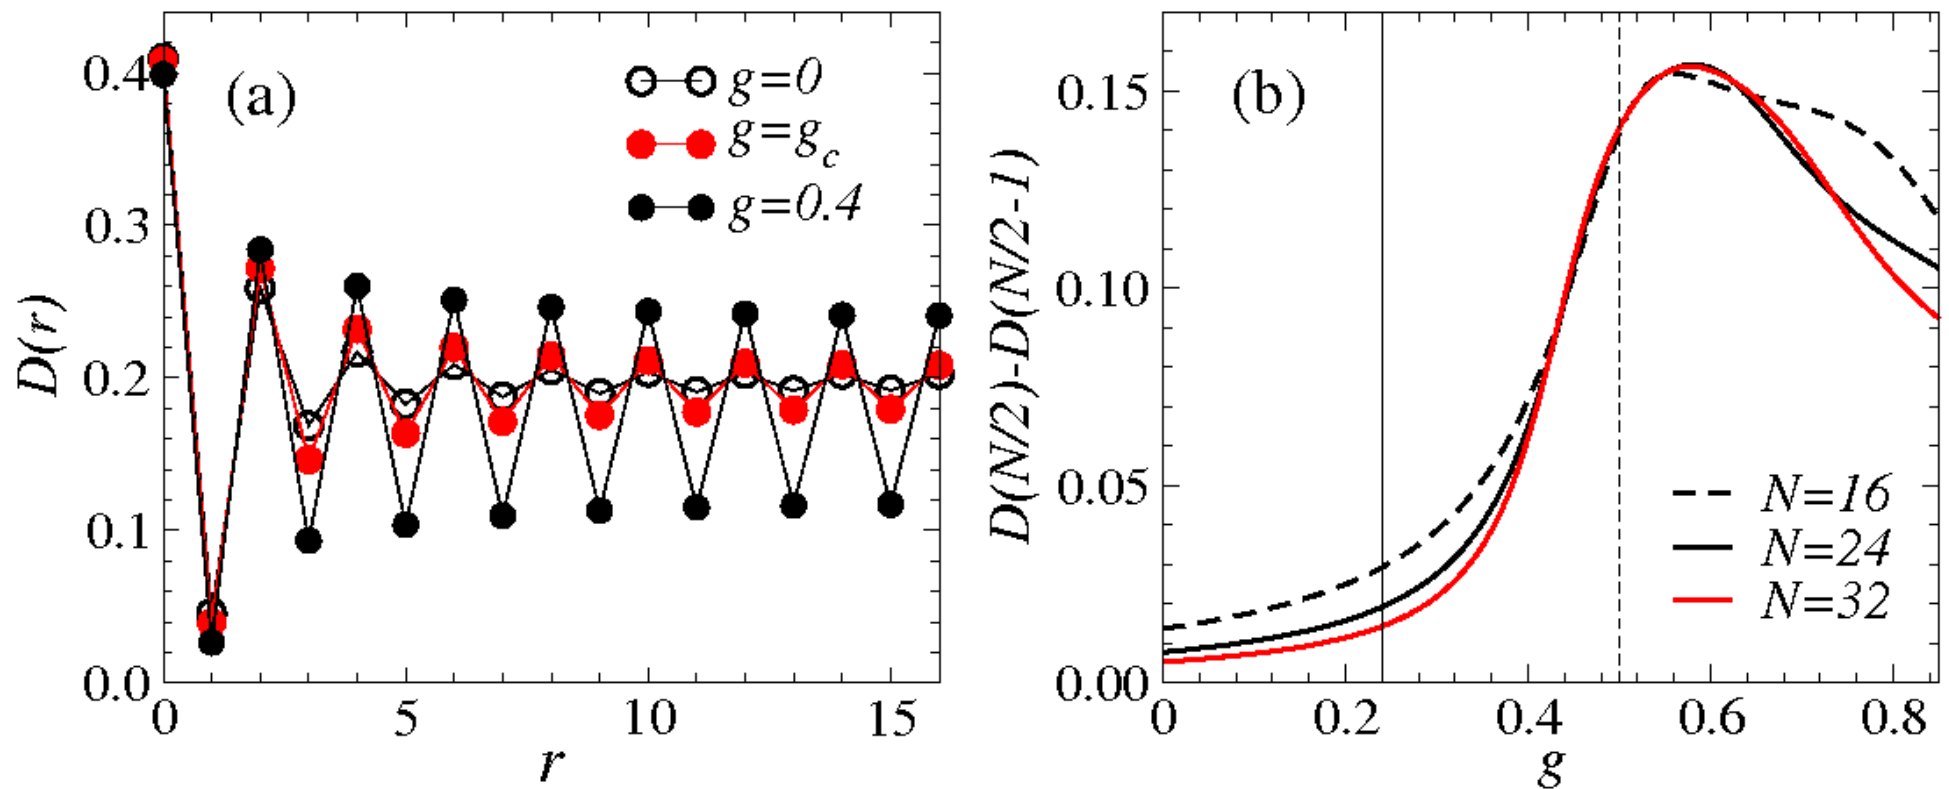 (a)
g=0
g=g_c
g=0.4
D(r)
0.4
0.3
0.2
0.1
0.0
0 5 10 15
r
(b)
D(N/2)-D(N/2-1)
0.15
0.10
0.05
0.00
N=16
N=24
N=32
0 0.2 0.4 0.6 0.8
g